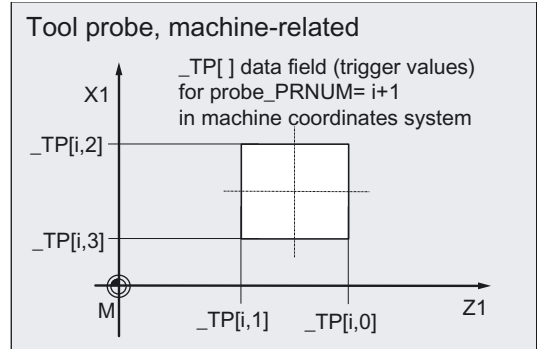 Tool probe, machine-related
_TP[ ] data field (trigger values)
for probe_PRNUM= i+1
in machine coordinates system
X1
_TP[i,2]
_TP[i,3]
M
_TP[i,1]
_TP[i,0]
Z1